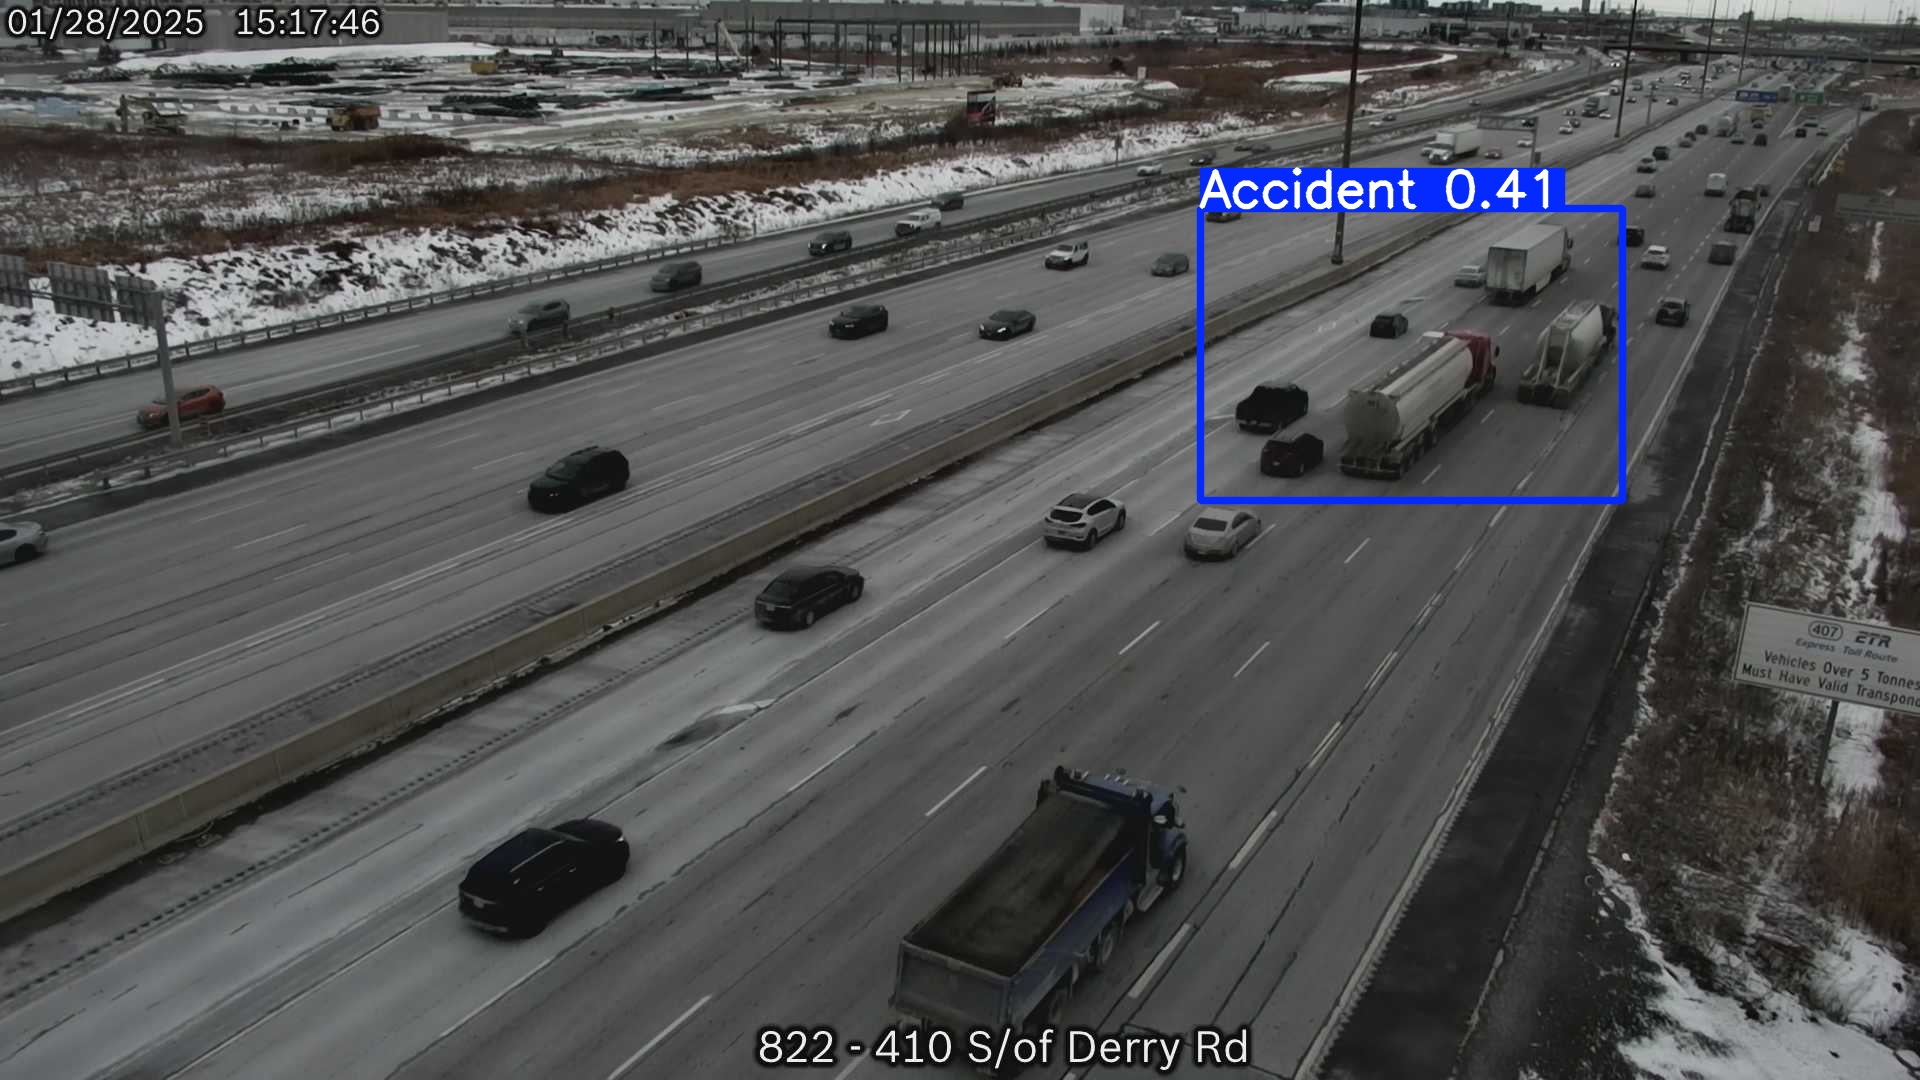 01/28/2025 15:17:46
Accident 0.41
407 ETR
Express Toll Route
Vehicles Over 5 Tonnes
Must Have Valid Transpond
822 - 410 S/of Derry Rd